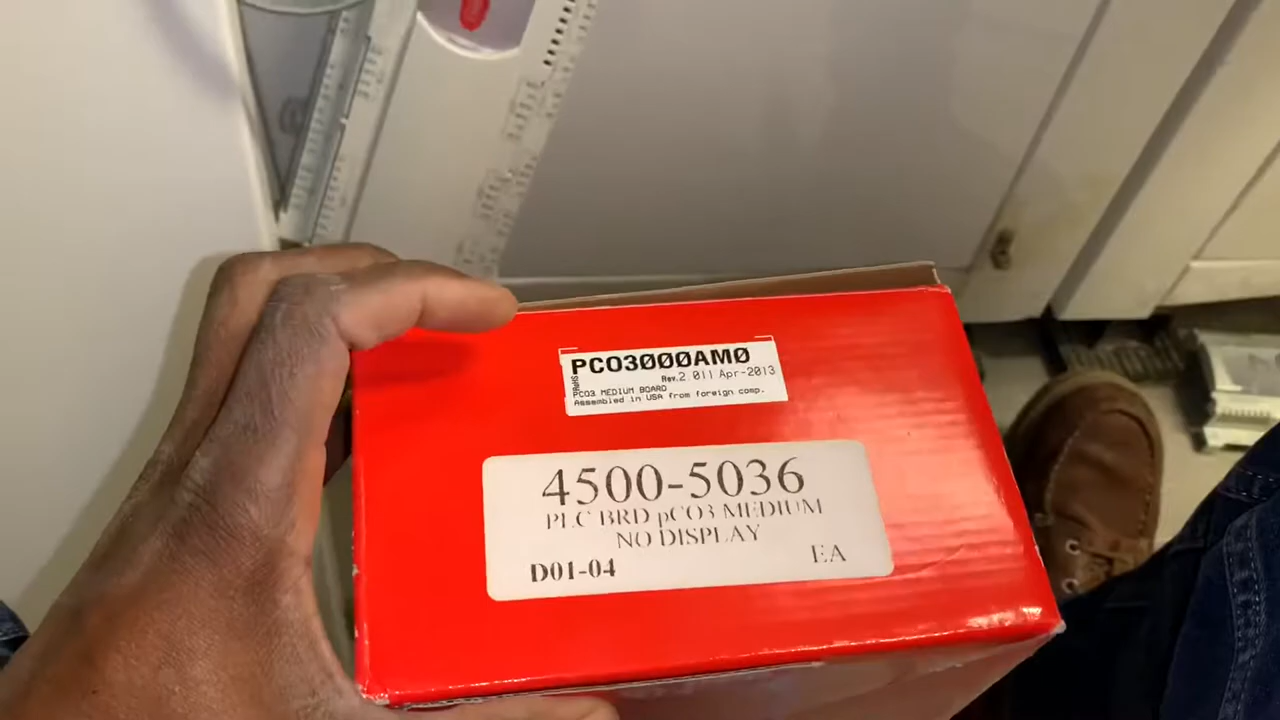 PCO3000AM0
Rev.2.011 Apr-2013
RoHS
PCO3 MEDIUM BOARD
Assembled in USA from foreign comp.
4500-5036
PLC BRD pCO3 MEDIUM
NO DISPLAY
D01-04 EA